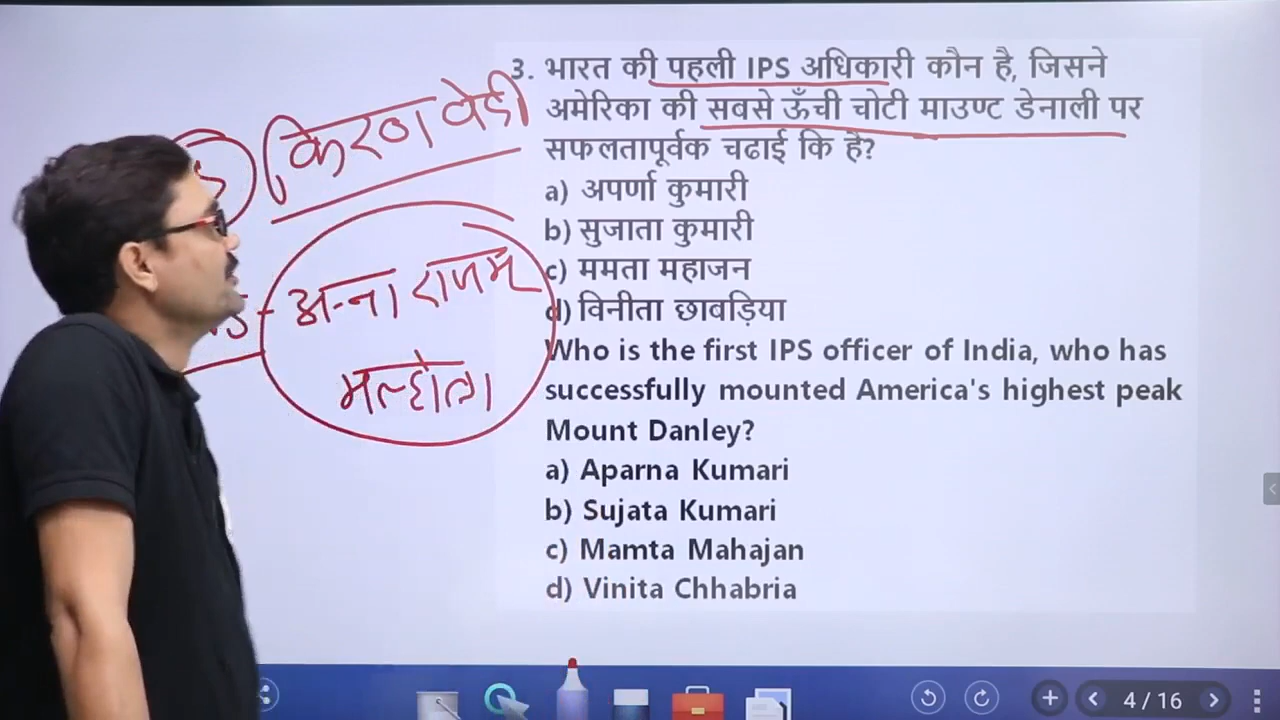 3. भारत की पहली IPS अधिकारी कौन है, जिसने
अमेरिका की सबसे ऊँची चोटी माउण्ट डेनाली पर
सफलतापूर्वक चढाई कि है?
a) अपर्णा कुमारी
b) सुजाता कुमारी
c) ममता महाजन
d) विनीता छावड़िया
Who is the first IPS officer of India, who has
successfully mounted America's highest peak
Mount Danley?
a) Aparna Kumari
b) Sujata Kumari
c) Mamta Mahajan
d) Vinita Chhabria
किरण वेदी
अन्ना राजम
मल्होत्रा
4 / 16